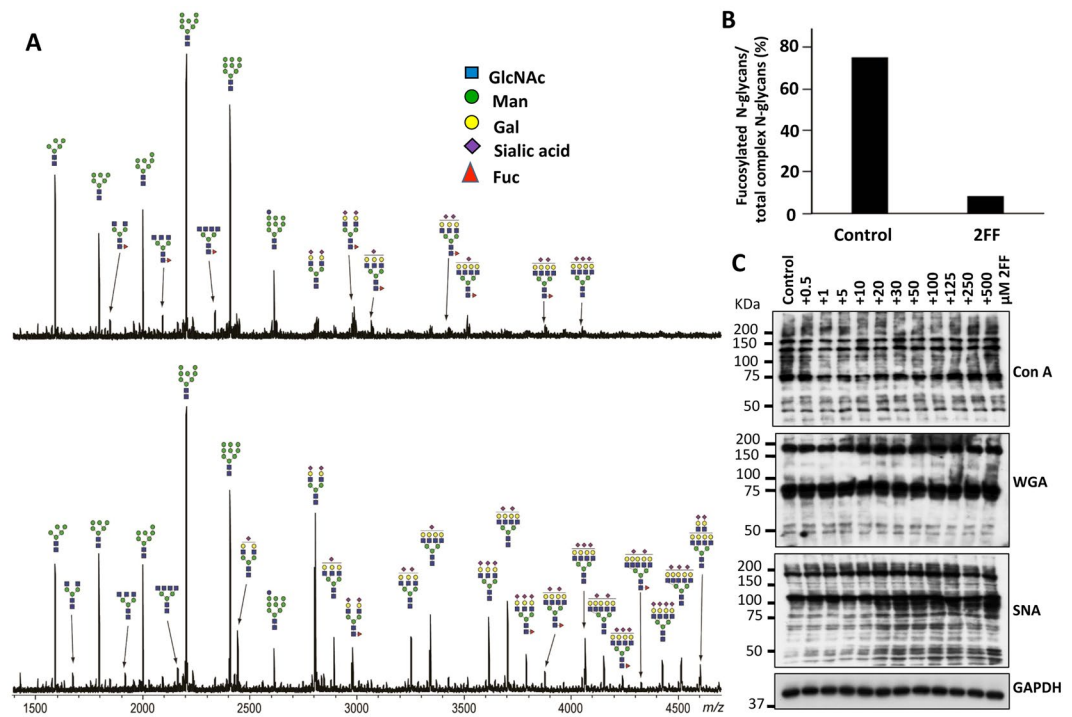 A
GlcNAc
Man
Gal
Sialic acid
Fuc
1500 2000 2500 3000 3500 4000 4500 m/z
B
Fucosylated N-glycans/
total complex N-glycans (%)
80
60
40
20
0
Control 2FF
C
KDa
Control
+0.5
+1
+5
+10
+20
+30
+50
+100
+125
+250
+500
µM 2FF
200
150
100
75
50
Con A
200
150
100
75
50
WGA
200
150
100
75
50
SNA
37
GAPDH